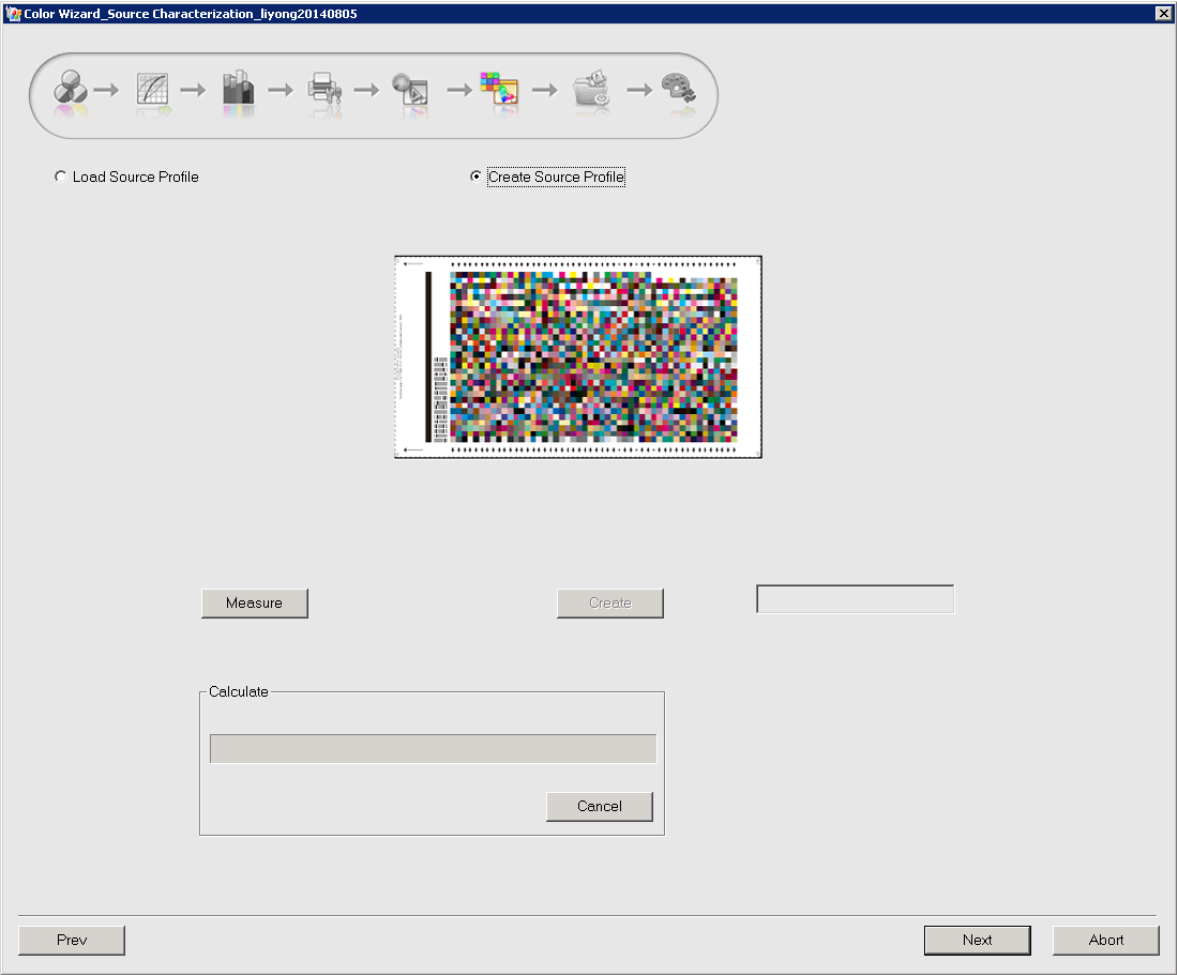 Color Wizard_Source Characterization_liyong20140805
Load Source Profile
Create Source Profile
Measure
Create
Calculate
Cancel
Prev
Next
Abort